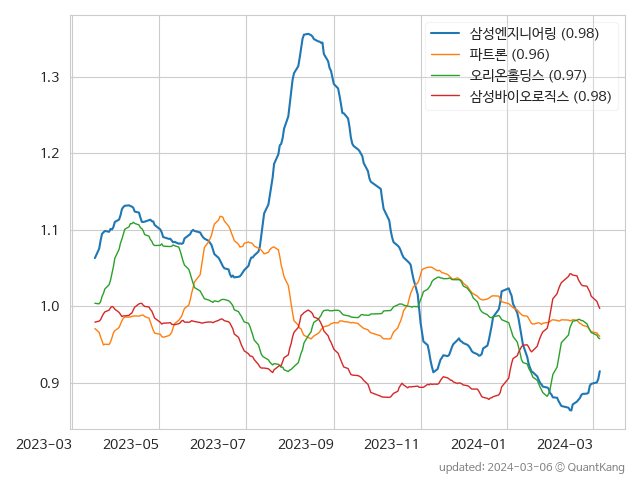 삼성엔지니어링 (0.98)
파트론 (0.96)
오리온홀딩스 (0.97)
삼성바이오로직스 (0.98)
1.3
1.2
1.1
1.0
0.9
2023-03 2023-05 2023-07 2023-09 2023-11 2024-01 2024-03
updated: 2024-03-06 © QuantKang